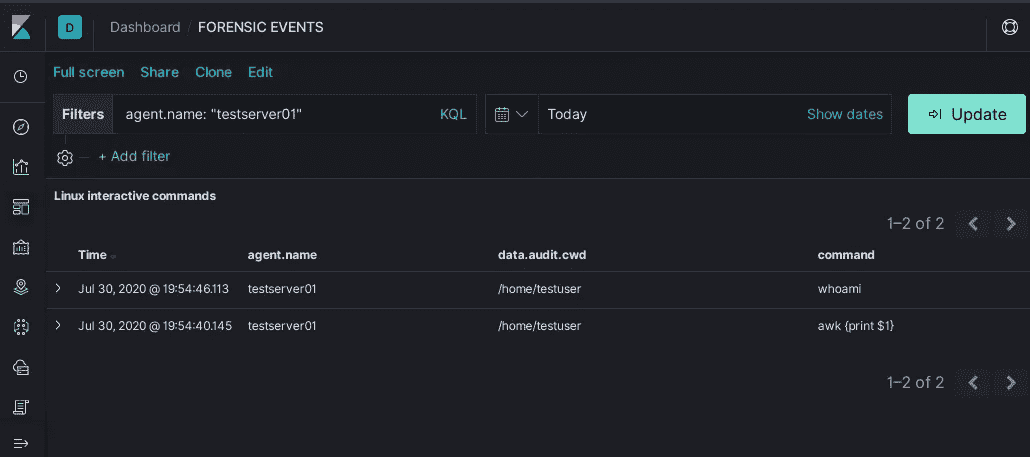 D Dashboard / FORENSIC EVENTS
Full screen Share Clone Edit
Filters agent.name: "testserver01" KQL Today Show dates Update
+ Add filter
Linux interactive commands
1–2 of 2
Time agent.name data.audit.cwd command
Jul 30, 2020 @ 19:54:46.113 testserver01 /home/testuser whoami
Jul 30, 2020 @ 19:54:40.145 testserver01 /home/testuser awk {print $1}
1–2 of 2